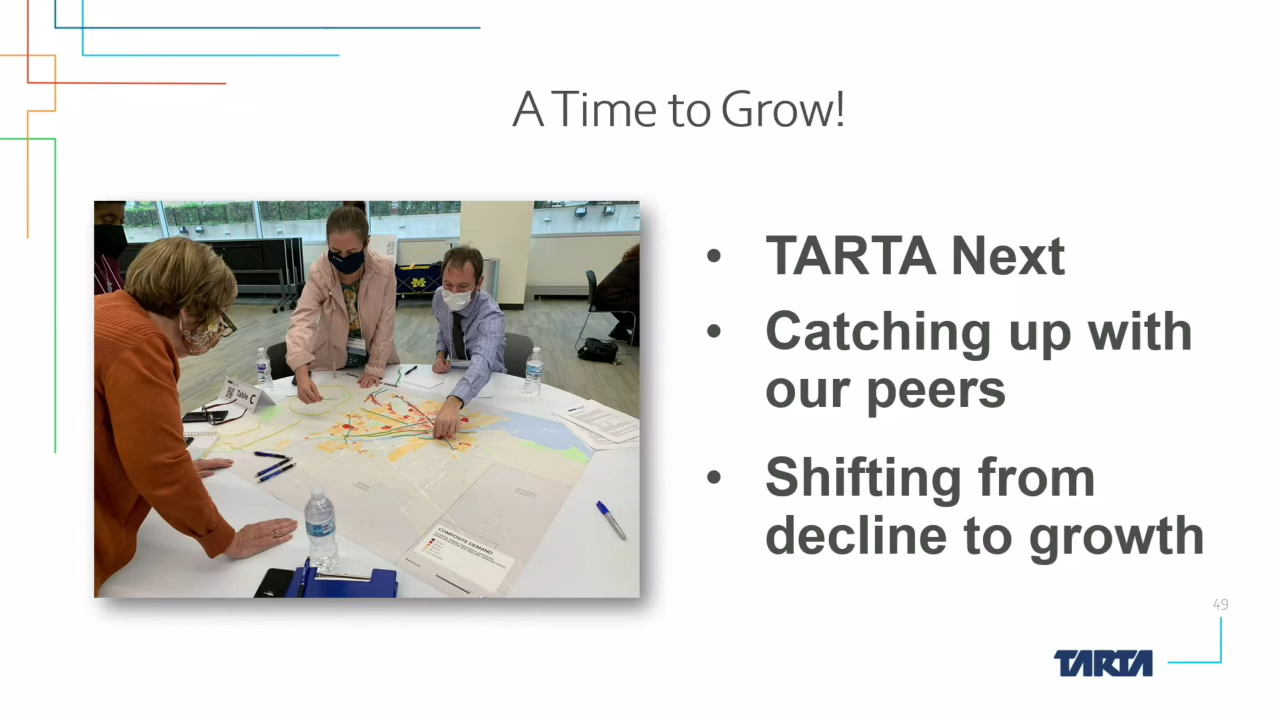 A Time to Grow!
• TARTA Next
• Catching up with
our peers
• Shifting from
decline to growth
Table C
COMPOSITE DEMAND
49
TARTA